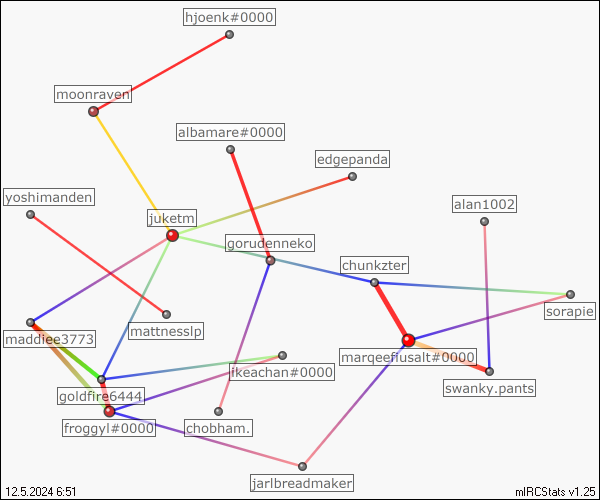 hjoenk#0000
moonraven
albamare#0000
edgepanda
yoshimanden
alan1002
juketm
gorudenneko
chunkzter
sorapie
mattnesslp
maddiee3773
marqeefiusalt#0000
ikeachan#0000
swanky.pants
goldfire6444
froggyl#0000
chobham.
jarlbreadmaker
12.5.2024 6:51
mIRCStats v1.25